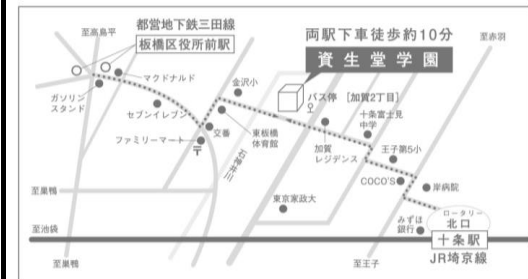 至高島平
都営地下鉄三田線
板橋区役所前駅
両駅下車徒歩約10分
資生堂学園
至赤羽
マクドナルド
ガソリン
スタンド
セブンイレブン
ファミリーマート
〒
交番
金沢小
東板橋
体育館
石神井川
バス停 [加賀2丁目]
加賀
レジデンス
十条富士見
中学
王子第5小
COCO'S
岸病院
東京家政大
みずほ
銀行
ロータリー
北口
十条駅
JR埼京線
至巣鴨
至池袋
至巣鴨
至王子